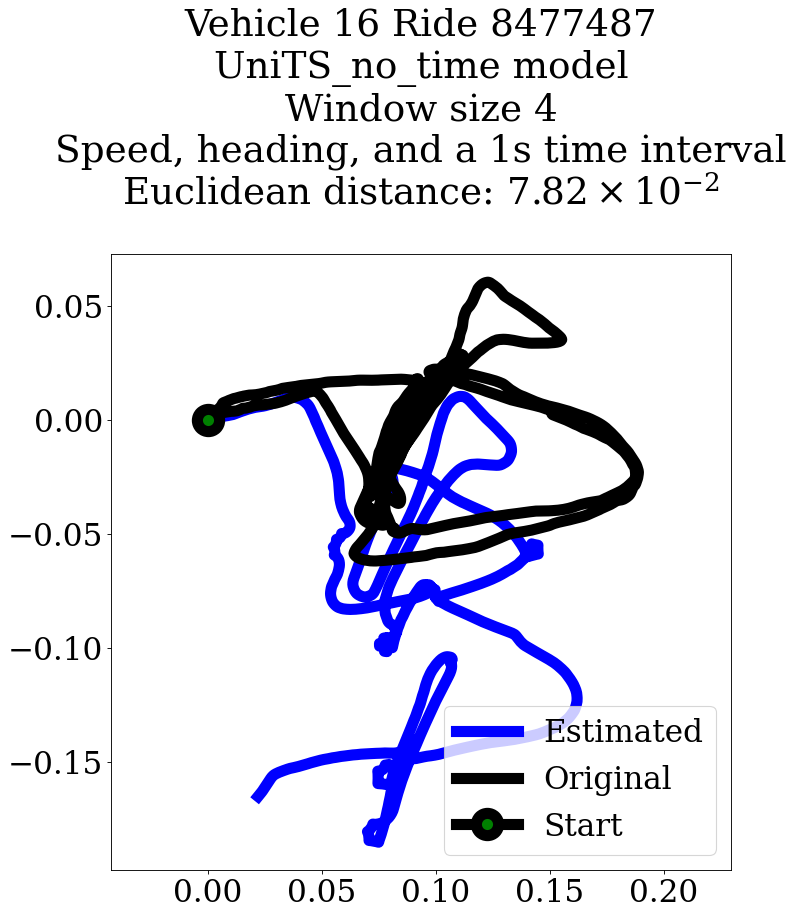 Vehicle 16 Ride 8477487
UniTS_no_time model
Window size 4
Speed, heading, and a 1s time interval
Euclidean distance: 7.82 × 10⁻²
0.05
0.00
−0.05
−0.10
−0.15
Estimated
Original
Start
0.00 0.05 0.10 0.15 0.20